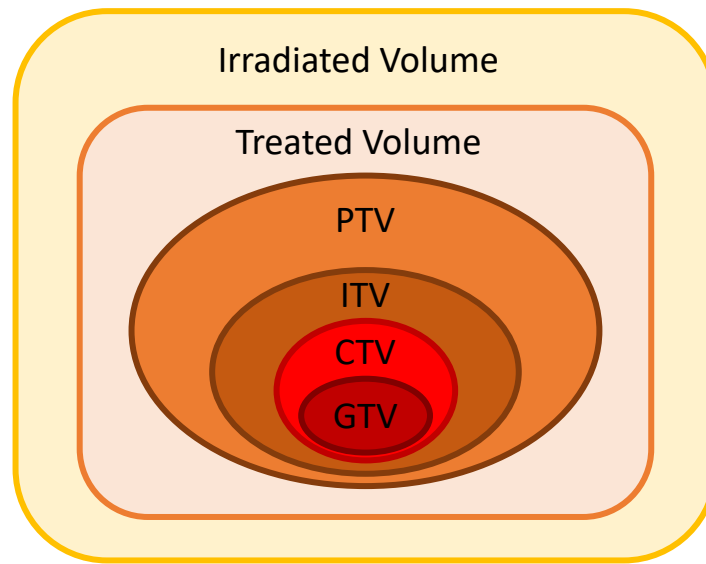 Irradiated Volume
Treated Volume
PTV
ITV
CTV
GTV